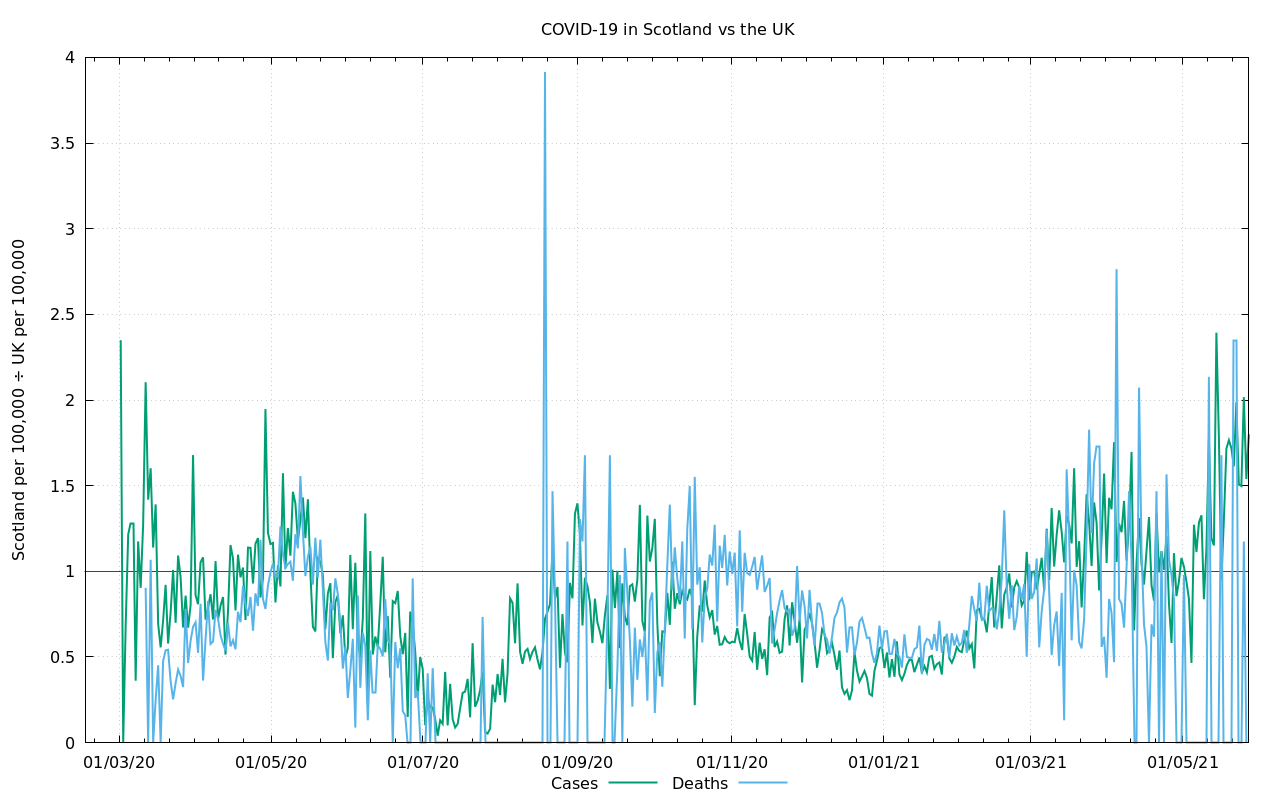 COVID-19 in Scotland vs the UK
Scotland per 100,000 ÷ UK per 100,000
4
3.5
3
2.5
2
1.5
1
0.5
0
01/03/20 01/05/20 01/07/20 01/09/20 01/11/20 01/01/21 01/03/21 01/05/21
Cases Deaths